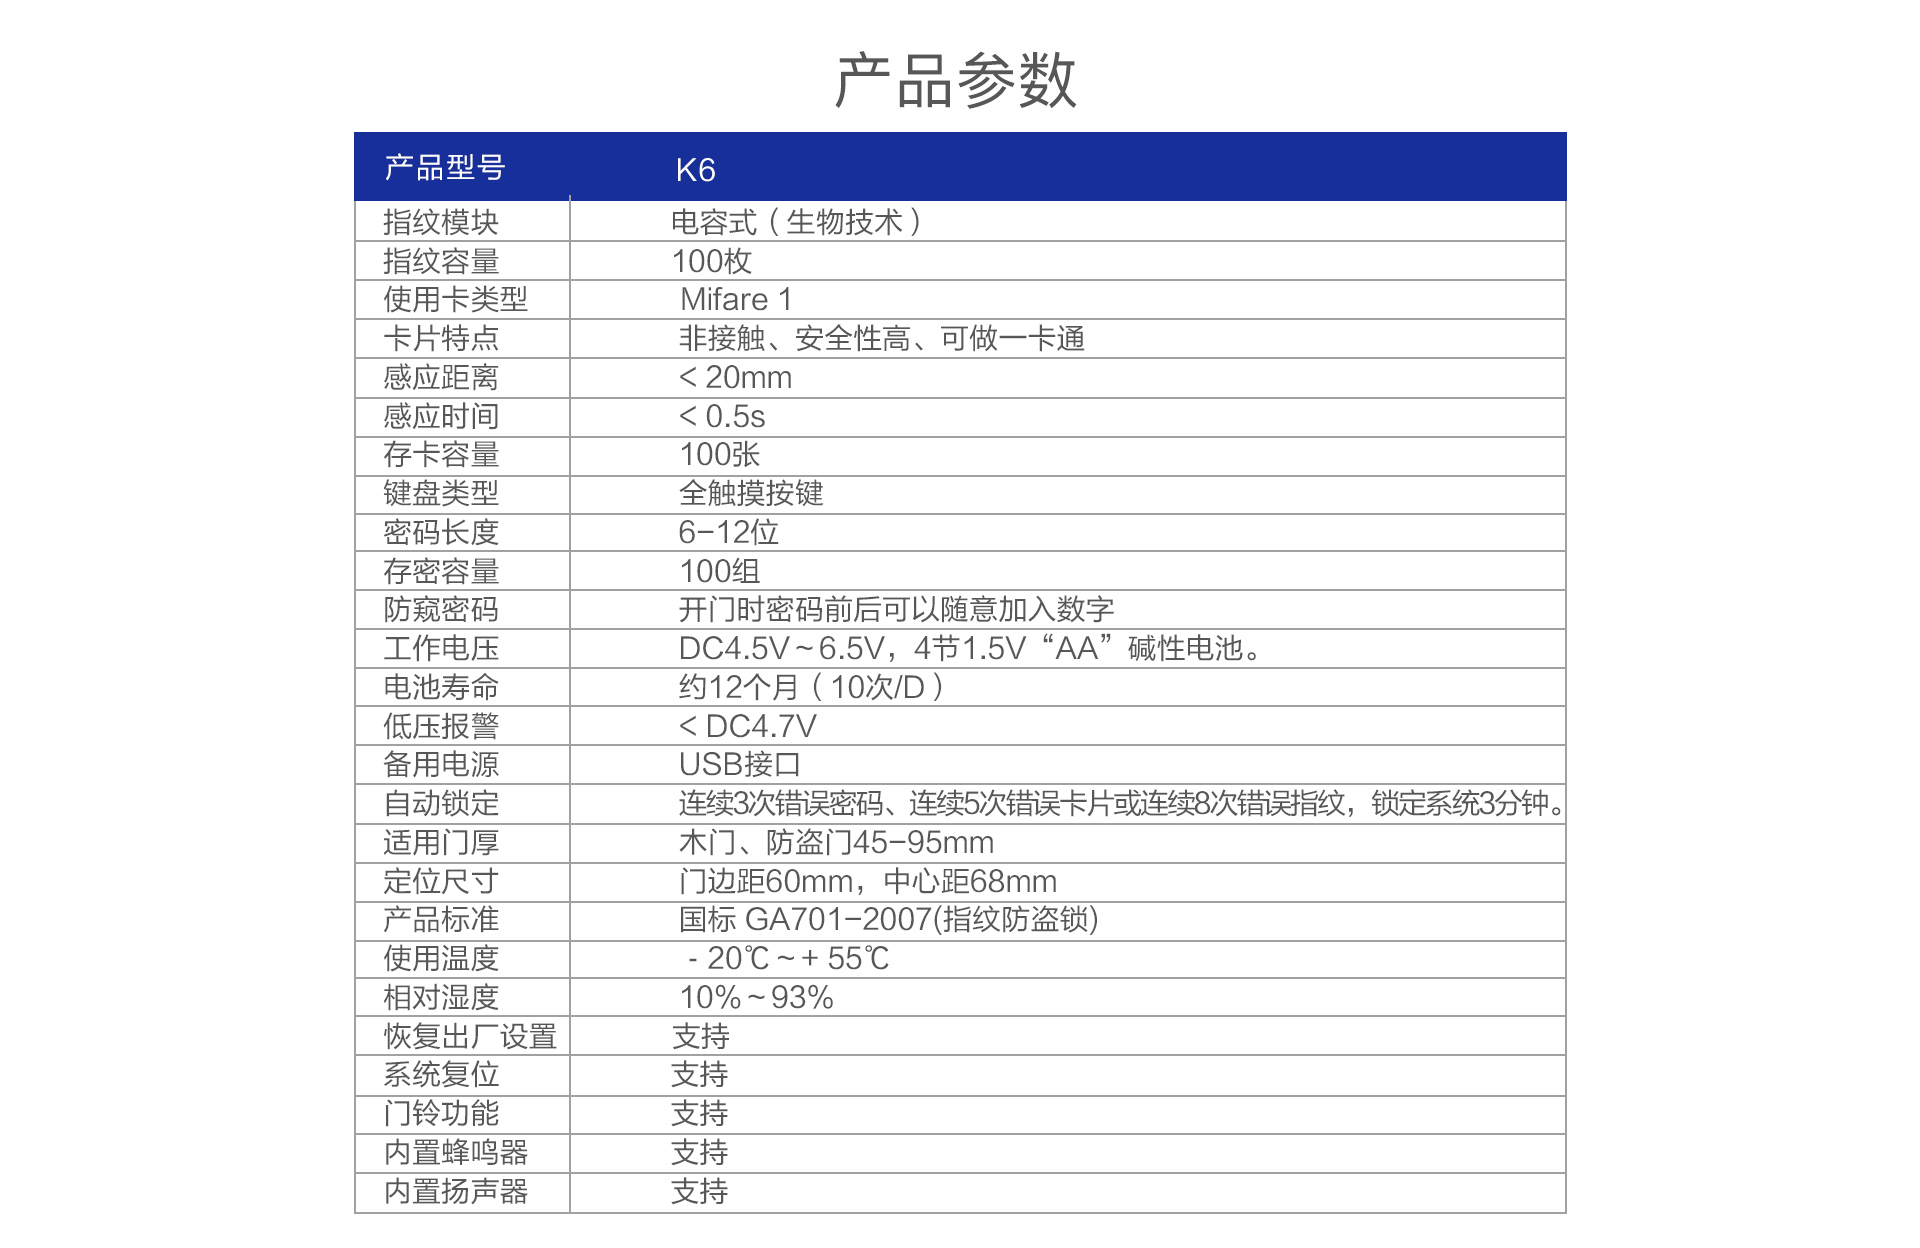 产品参数
产品型号 K6
指纹模块 电容式（生物技术）
指纹容量 100枚
使用卡类型 Mifare 1
卡片特点 非接触、安全性高、可做一卡通
感应距离 < 20mm
感应时间 < 0.5s
存卡容量 100张
键盘类型 全触摸按键
密码长度 6-12位
存密容量 100组
防窥密码 开门时密码前后可以随意加入数字
工作电压 DC4.5V～6.5V，4节1.5V“AA”碱性电池。
电池寿命 约12个月（10次/D）
低压报警 < DC4.7V
备用电源 USB接口
自动锁定 连续3次错误密码、连续5次错误卡片或连续8次错误指纹，锁定系统3分钟。
适用门厚 木门、防盗门45-95mm
定位尺寸 门边距60mm，中心距68mm
产品标准 国标 GA701-2007(指纹防盗锁)
使用温度 - 20℃～+ 55℃
相对湿度 10%～93%
恢复出厂设置 支持
系统复位 支持
门铃功能 支持
内置蜂鸣器 支持
内置扬声器 支持